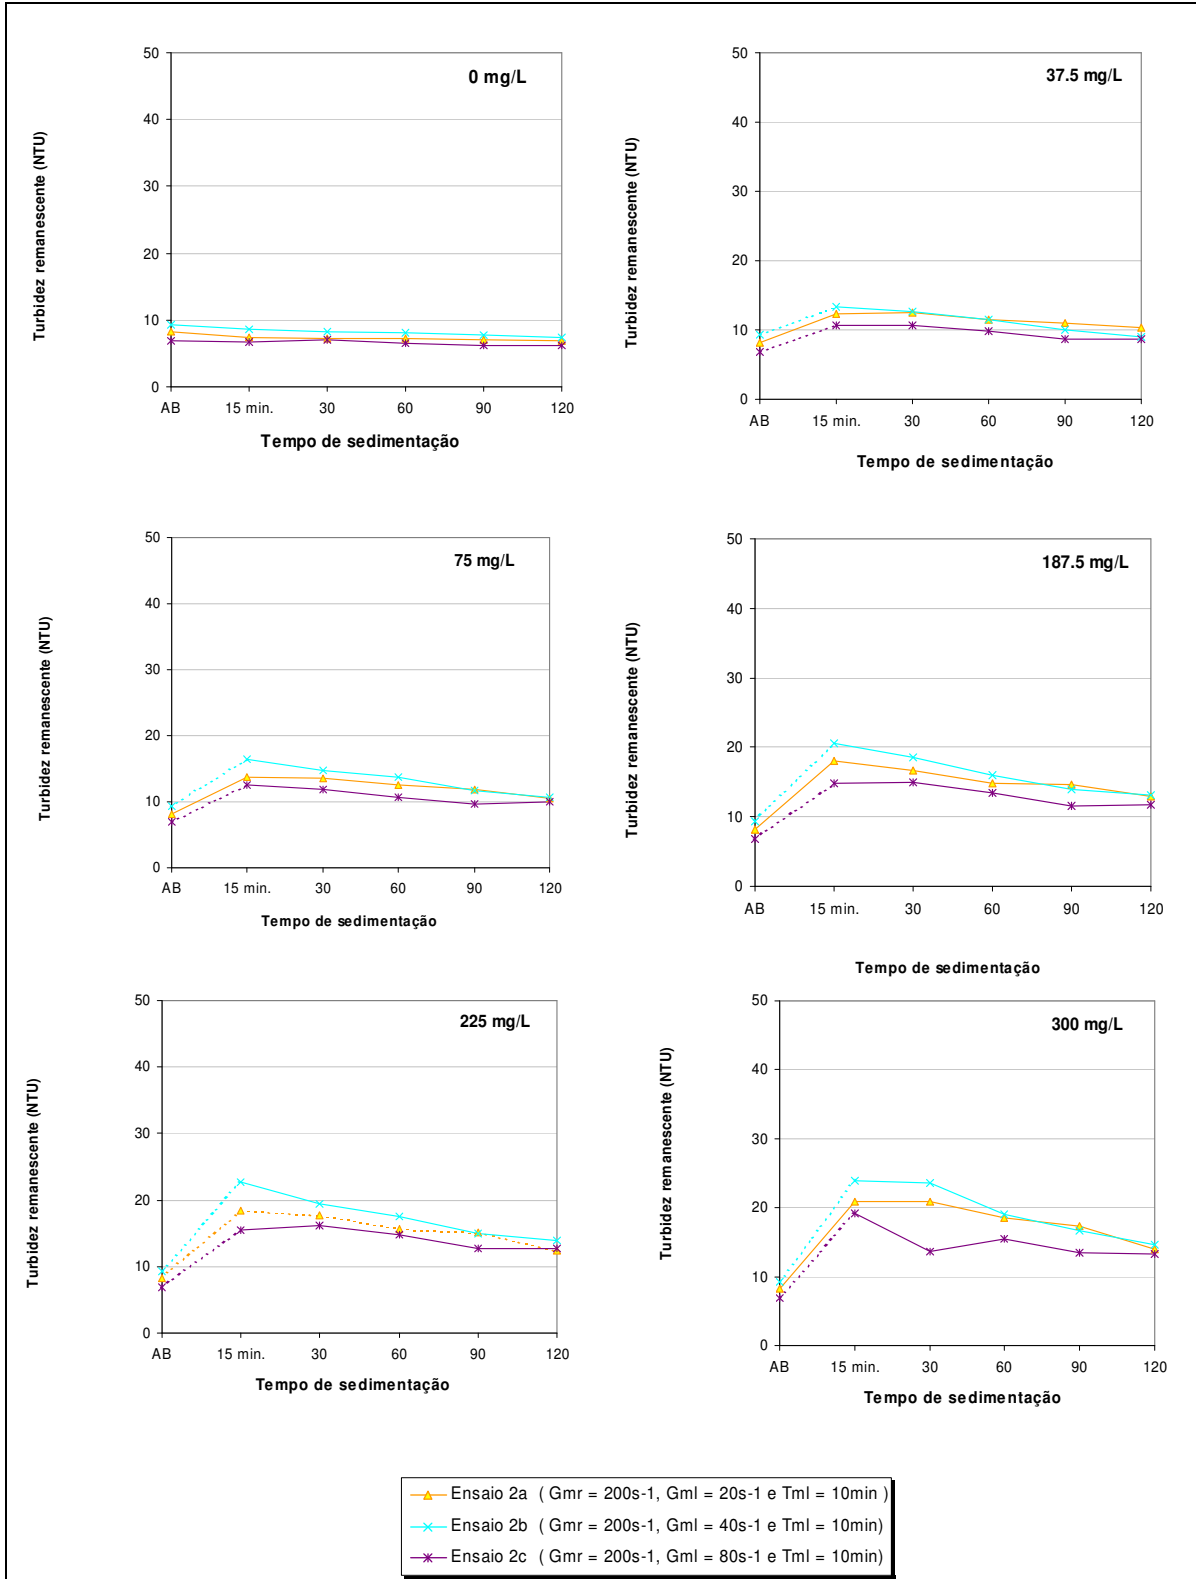 0 mg/L
50
40
30
20
10
0
Turbidez remanescente (NTU)
AB 15 min. 30 60 90 120
Tempo de sedimentação
37.5 mg/L
50
40
30
20
10
0
Turbidez remanescente (NTU)
AB 15 min. 30 60 90 120
Tempo de sedimentação
75 mg/L
50
40
30
20
10
0
Turbidez remanescente (NTU)
AB 15 min. 30 60 90 120
Tempo de sedimentação
187.5 mg/L
50
40
30
20
10
0
Turbidez remanescente (NTU)
AB 15 min. 30 60 90 120
Tempo de sedimentação
225 mg/L
50
40
30
20
10
0
Turbidez remanescente (NTU)
AB 15 min. 30 60 90 120
Tempo de sedimentação
300 mg/L
50
40
30
20
10
0
Turbidez remanescente (NTU)
AB 15 min. 30 60 90 120
Tempo de sedimentação
Ensaio 2a ( Gmr = 200s-1, Gml = 20s-1 e Tml = 10min )
Ensaio 2b ( Gmr = 200s-1, Gml = 40s-1 e Tml = 10min)
Ensaio 2c ( Gmr = 200s-1, Gml = 80s-1 e Tml = 10min)